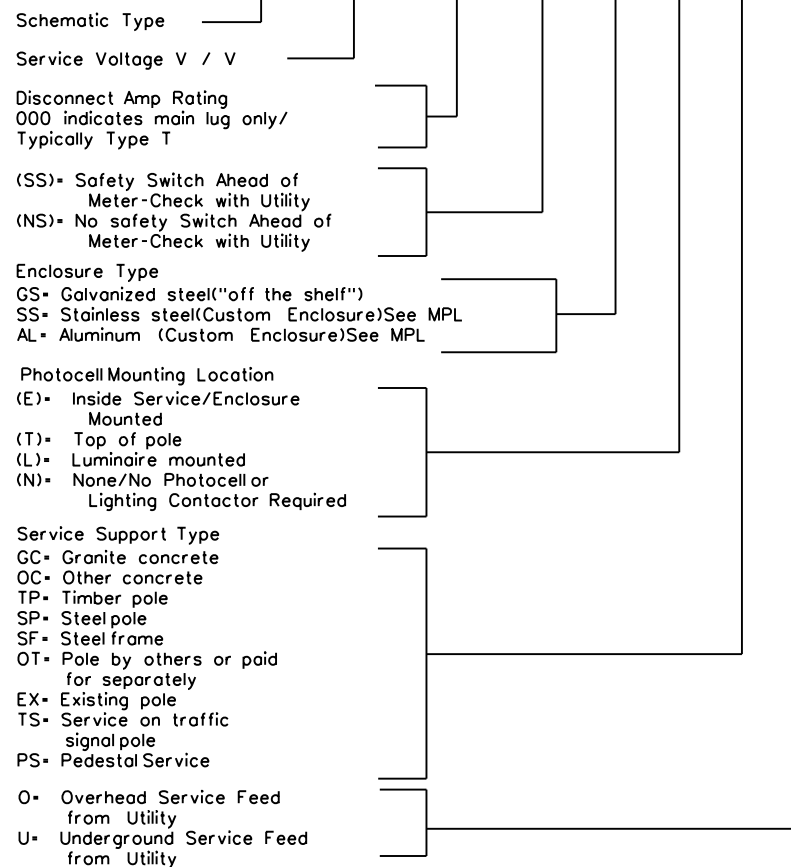 Schematic Type
Service Voltage V / V
Disconnect Amp Rating
000 indicates main lug only/
Typically Type T
(SS)= Safety Switch Ahead of
Meter-Check with Utility
(NS)= No safety Switch Ahead of
Meter-Check with Utility
Enclosure Type
GS= Galvanized steel("off the shelf")
SS= Stainless steel(Custom Enclosure)See MPL
AL= Aluminum (Custom Enclosure)See MPL
Photocell Mounting Location
(E)= Inside Service/Enclosure
Mounted
(T)= Top of pole
(L)= Luminaire mounted
(N)= None/No Photocell or
Lighting Contactor Required
Service Support Type
GC= Granite concrete
OC= Other concrete
TP= Timber pole
SP= Steel pole
SF= Steel frame
OT= Pole by others or paid
for separately
EX= Existing pole
TS= Service on traffic
signal pole
PS= Pedestal Service
O= Overhead Service Feed
from Utility
U= Underground Service Feed
from Utility